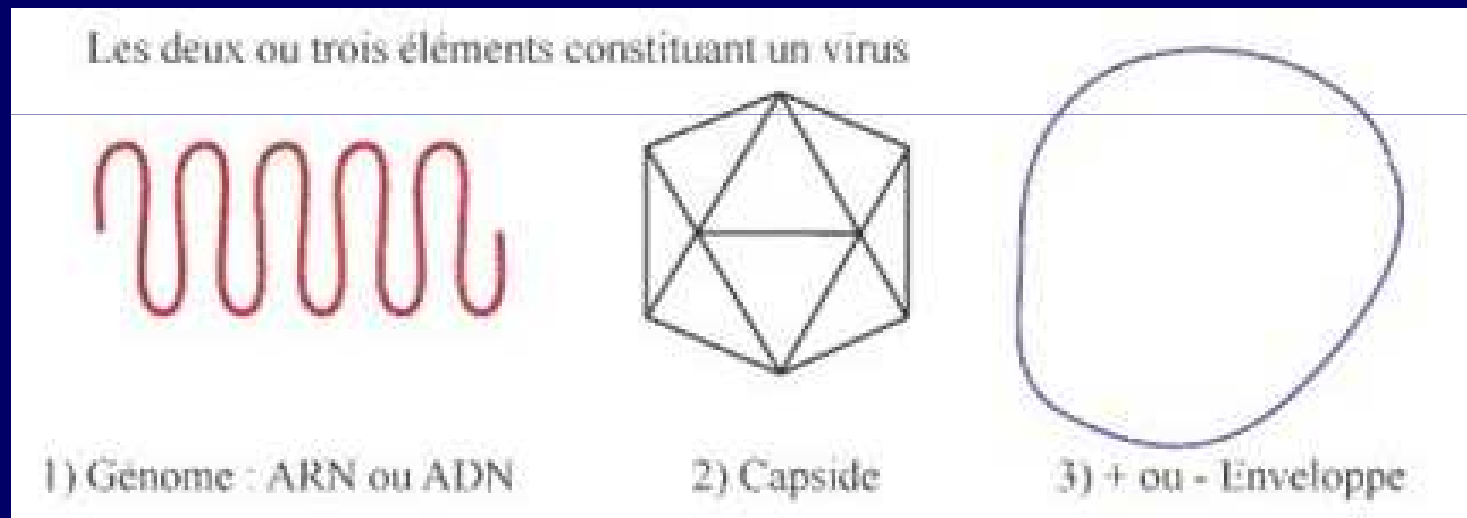 Les deux ou trois éléments constituant un virus
1) Génome : ARN ou ADN
2) Capside
3) + ou - Enveloppe